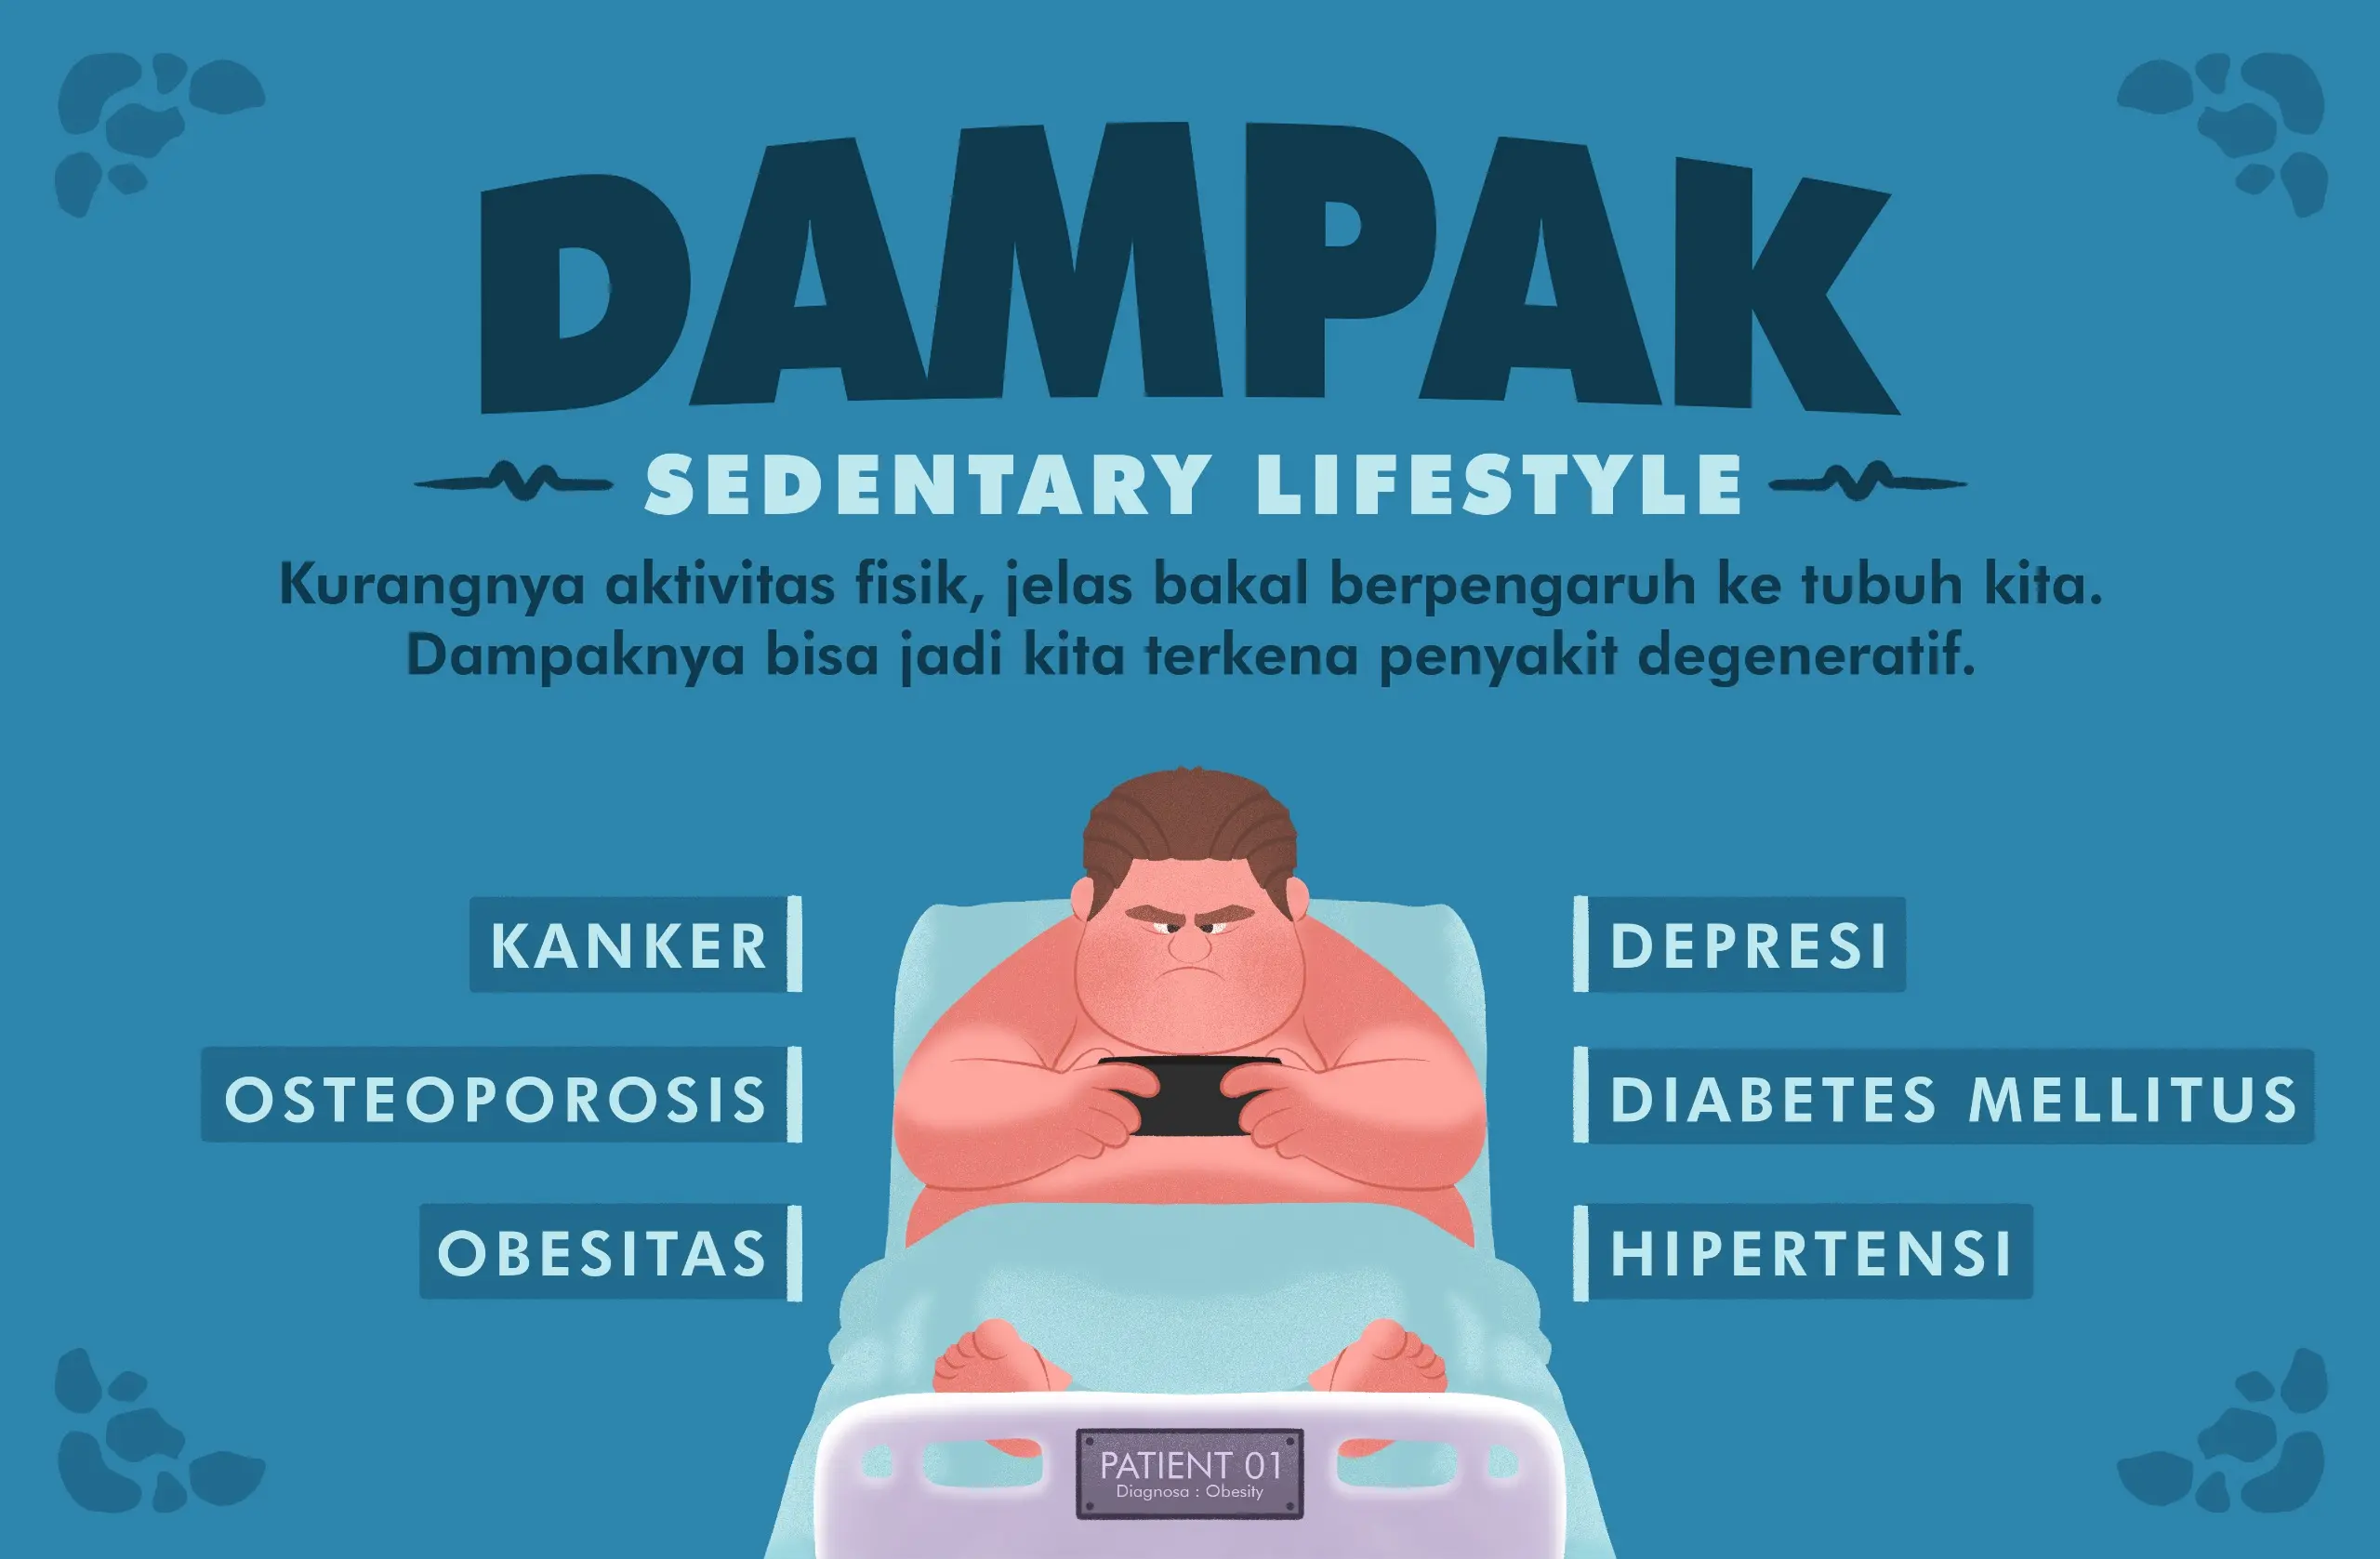 DAMPAK
SEDENTARY LIFESTYLE
Kurangnya aktivitas fisik, jelas bakal berpengaruh ke tubuh kita.
Dampaknya bisa jadi kita terkena penyakit degeneratif.
KANKER
OSTEOPOROSIS
OBESITAS
DEPRESI
DIABETES MELLITUS
HIPERTENSI
PATIENT 01
Diagnosa : Obesity